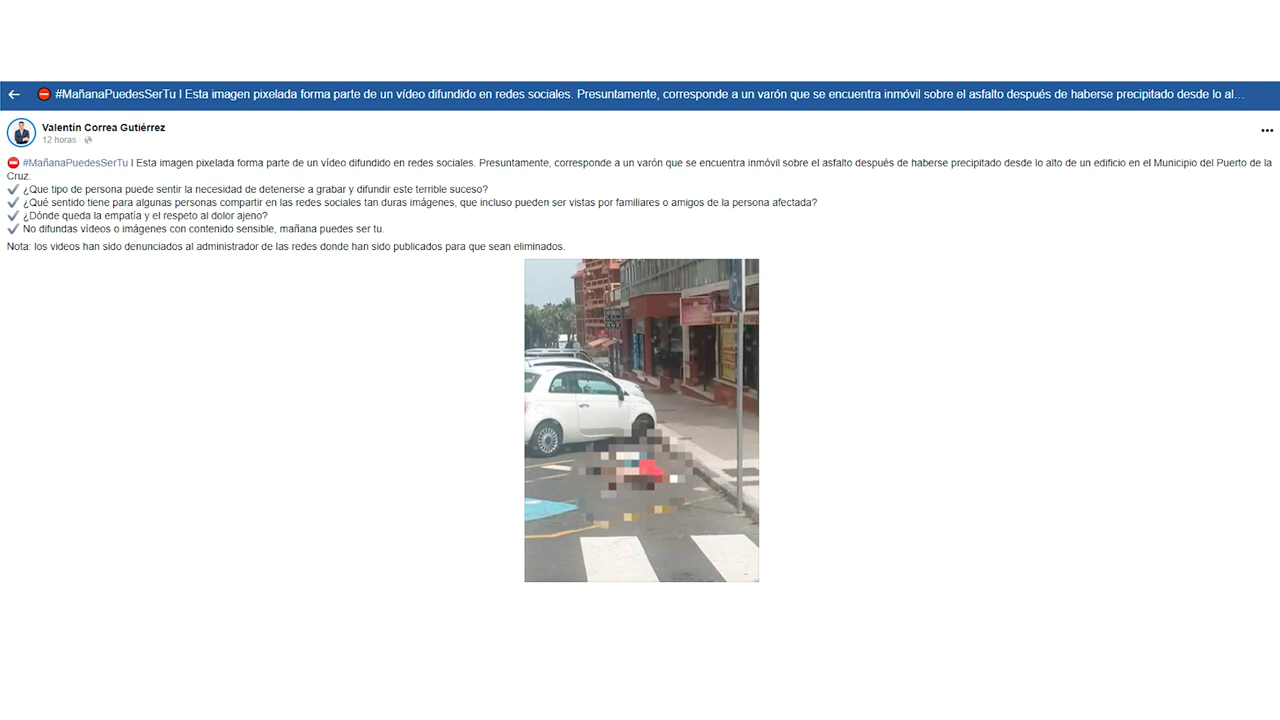 #MañanaPuedesSerTu I Esta imagen pixelada forma parte de un vídeo difundido en redes sociales. Presuntamente, corresponde a un varón que se encuentra inmóvil sobre el asfalto después de haberse precipitado desde lo al...
Valentín Correa Gutiérrez
12 horas ·
#MañanaPuedesSerTu I Esta imagen pixelada forma parte de un vídeo difundido en redes sociales. Presuntamente, corresponde a un varón que se encuentra inmóvil sobre el asfalto después de haberse precipitado desde lo alto de un edificio en el Municipio del Puerto de la
Cruz.
¿Que tipo de persona puede sentir la necesidad de detenerse a grabar y difundir este terrible suceso?
¿Qué sentido tiene para algunas personas compartir en las redes sociales tan duras imágenes, que incluso pueden ser vistas por familiares o amigos de la persona afectada?
¿Dónde queda la empatía y el respeto al dolor ajeno?
No difundas vídeos o imágenes con contenido sensible, mañana puedes ser tu.
Nota: los videos han sido denunciados al administrador de las redes donde han sido publicados para que sean eliminados.